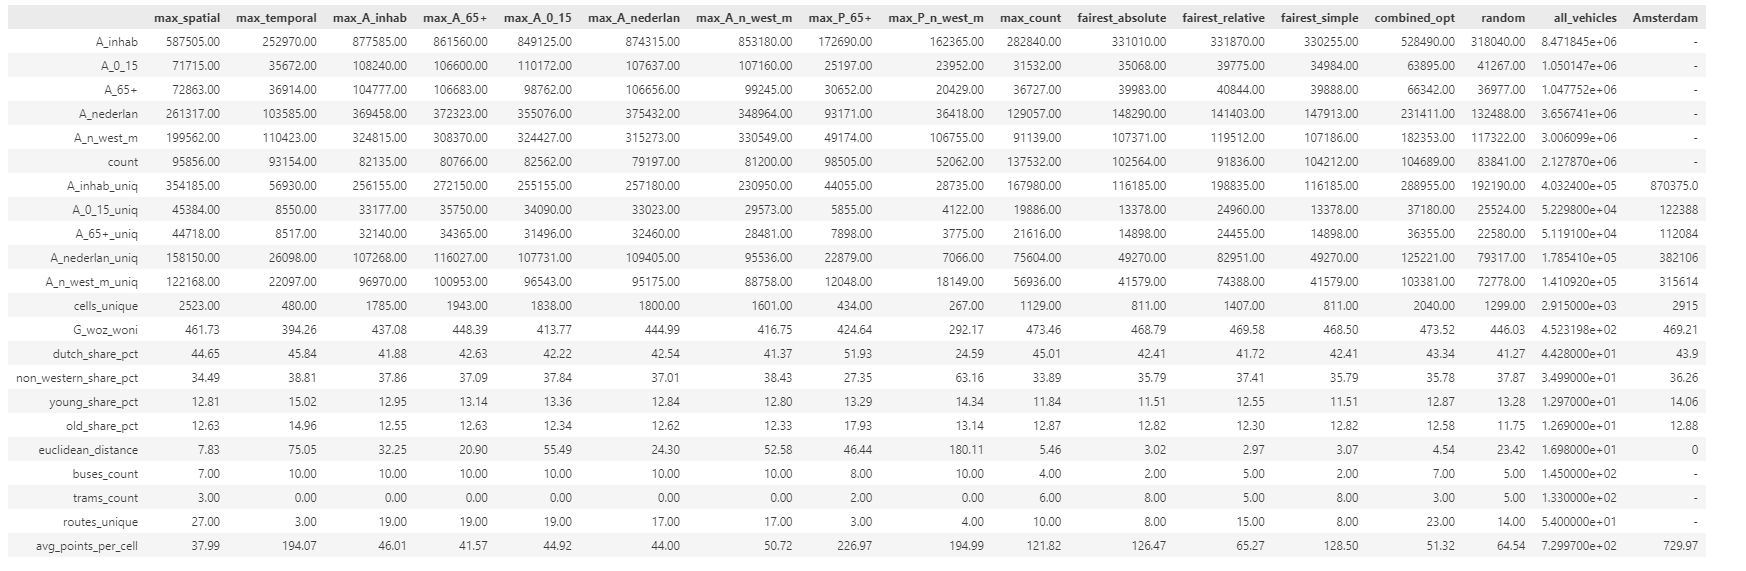 max_spatial max_temporal max_A_inhab max_A_65+ max_A_0_15 max_A_nederlan max_A_n_west_m max_P_65+ max_P_n_west_m max_count fairest_absolute fairest_relative fairest_simple combined_opt random all_vehicles Amsterdam
A_inhab 587505.00 252970.00 877585.00 861560.00 849125.00 874315.00 853180.00 172690.00 162365.00 282840.00 331010.00 331870.00 330255.00 528490.00 318040.00 8.471845e+06 -
A_0_15 71715.00 35672.00 108240.00 106600.00 110172.00 107637.00 107160.00 25197.00 23952.00 31532.00 35068.00 39775.00 34984.00 63895.00 41267.00 1.050147e+06 -
A_65+ 72863.00 36914.00 104777.00 106683.00 98762.00 106656.00 99245.00 30652.00 20429.00 36727.00 39983.00 40844.00 39888.00 66342.00 36977.00 1.047752e+06 -
A_nederlan 261317.00 103585.00 369458.00 372323.00 355076.00 375432.00 348964.00 93171.00 36418.00 129057.00 148290.00 141403.00 147913.00 231411.00 132488.00 3.656741e+06 -
A_n_west_m 199562.00 110423.00 324815.00 308370.00 324427.00 315273.00 330549.00 49174.00 106755.00 91139.00 107371.00 119512.00 107186.00 182353.00 117322.00 3.006099e+06 -
count 95856.00 93154.00 82135.00 80766.00 82562.00 79197.00 81200.00 98505.00 52062.00 137532.00 102564.00 91836.00 104212.00 104689.00 83841.00 2.127870e+06 -
A_inhab_uniq 354185.00 56930.00 256155.00 272150.00 255155.00 257180.00 230950.00 44055.00 28735.00 167980.00 116185.00 198835.00 116185.00 288955.00 192190.00 4.032400e+05 870375.0
A_0_15_uniq 45384.00 8550.00 33177.00 35750.00 34090.00 33023.00 29573.00 5855.00 4122.00 19886.00 13378.00 24960.00 13378.00 37180.00 25524.00 5.229800e+04 122388
A_65+_uniq 44718.00 8517.00 32140.00 34365.00 31496.00 32460.00 28481.00 7898.00 3775.00 21616.00 14898.00 24455.00 14898.00 36355.00 22580.00 5.119100e+04 112084
A_nederlan_uniq 158150.00 26098.00 107268.00 116027.00 107731.00 109405.00 95536.00 22879.00 7066.00 75604.00 49270.00 82951.00 49270.00 125221.00 79317.00 1.785410e+05 382106
A_n_west_m_uniq 122168.00 22097.00 96970.00 100953.00 96543.00 95175.00 88758.00 12048.00 18149.00 56936.00 41579.00 74388.00 41579.00 103381.00 72778.00 1.410920e+05 315614
cells_unique 2523.00 480.00 1785.00 1943.00 1838.00 1800.00 1601.00 434.00 267.00 1129.00 811.00 1407.00 811.00 2040.00 1299.00 2.915000e+03 2915
G_woz_woni 461.73 394.26 437.08 448.39 413.77 444.99 416.75 424.64 292.17 473.46 468.79 469.58 468.50 473.52 446.03 4.523198e+02 469.21
dutch_share_pct 44.65 45.84 41.88 42.63 42.22 42.54 41.37 51.93 24.59 45.01 42.41 41.72 42.41 43.34 41.27 4.428000e+01 43.9
non_western_share_pct 34.49 38.81 37.86 37.09 37.84 37.01 38.43 27.35 63.16 33.89 35.79 37.41 35.79 35.78 37.87 3.499000e+01 36.26
young_share_pct 12.81 15.02 12.95 13.14 13.36 12.84 12.80 13.29 14.34 11.84 11.51 12.55 11.51 12.87 13.28 1.297000e+01 14.06
old_share_pct 12.63 14.96 12.55 12.63 12.34 12.62 12.33 17.93 13.14 12.87 12.82 12.30 12.82 12.58 11.75 1.269000e+01 12.88
euclidean_distance 7.83 75.05 32.25 20.90 55.49 24.30 52.58 46.44 180.11 5.46 3.02 2.97 3.07 4.54 23.42 1.698000e+01 0
buses_count 7.00 10.00 10.00 10.00 10.00 10.00 10.00 8.00 10.00 4.00 2.00 5.00 2.00 7.00 5.00 1.450000e+02 -
trams_count 3.00 0.00 0.00 0.00 0.00 0.00 0.00 2.00 0.00 6.00 8.00 5.00 8.00 3.00 5.00 1.330000e+02 -
routes_unique 27.00 3.00 19.00 19.00 19.00 17.00 17.00 3.00 4.00 10.00 8.00 15.00 8.00 23.00 14.00 5.400000e+01 -
avg_points_per_cell 37.99 194.07 46.01 41.57 44.92 44.00 50.72 226.97 194.99 121.82 126.47 65.27 128.50 51.32 64.54 7.299700e+02 729.97